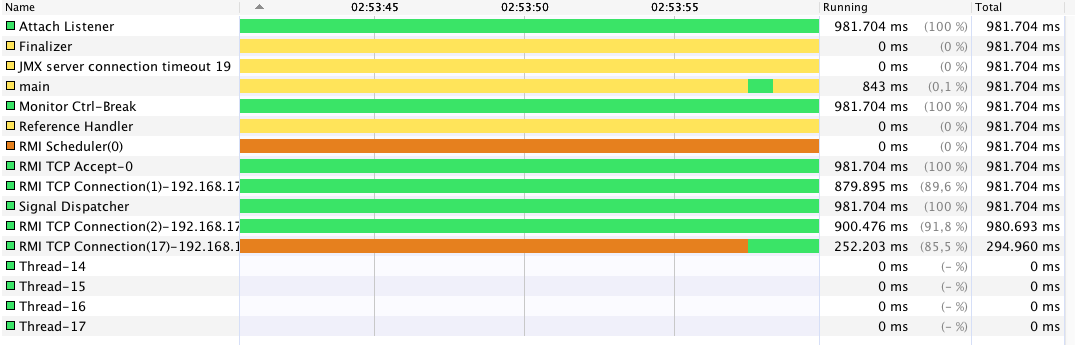 Name 02:53:45 02:53:50 02:53:55 Running Total
Attach Listener 981.704 ms (100 %) 981.704 ms
Finalizer 0 ms (0 %) 981.704 ms
JMX server connection timeout 19 0 ms (0 %) 981.704 ms
main 843 ms (0,1 %) 981.704 ms
Monitor Ctrl-Break 981.704 ms (100 %) 981.704 ms
Reference Handler 0 ms (0 %) 981.704 ms
RMI Scheduler(0) 0 ms (0 %) 981.704 ms
RMI TCP Accept-0 981.704 ms (100 %) 981.704 ms
RMI TCP Connection(1)-192.168.17 879.895 ms (89,6 %) 981.704 ms
Signal Dispatcher 981.704 ms (100 %) 981.704 ms
RMI TCP Connection(2)-192.168.17 900.476 ms (91,8 %) 980.693 ms
RMI TCP Connection(17)-192.168.1 252.203 ms (85,5 %) 294.960 ms
Thread-14 0 ms (- %) 0 ms
Thread-15 0 ms (- %) 0 ms
Thread-16 0 ms (- %) 0 ms
Thread-17 0 ms (- %) 0 ms